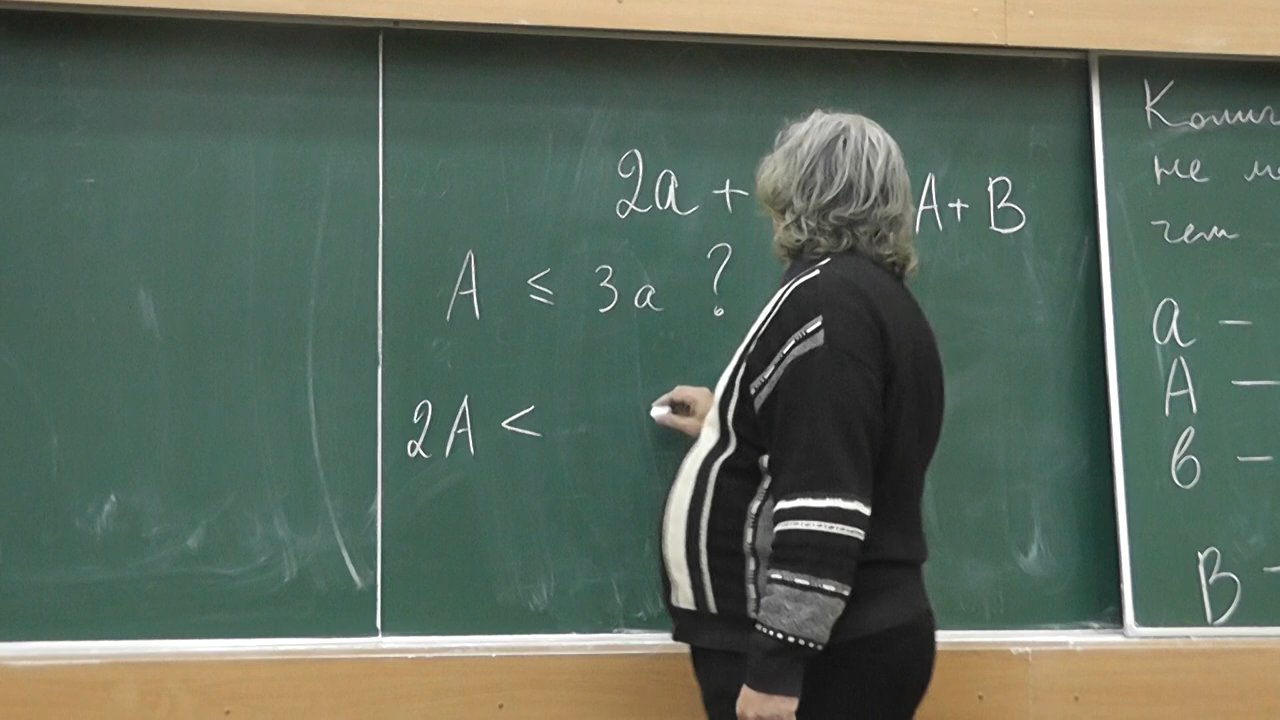 2a + A + B
A ≤ 3a ?
2A <
не
чем
a –
A –
b –
B –